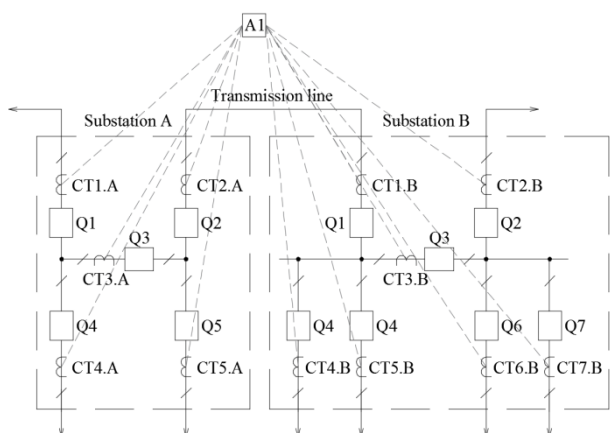 A1
Transmission line
Substation A
Substation B
CT1.A
CT2.A
CT1.B
CT2.B
Q1
Q2
Q1
Q2
Q3
Q3
CT3.A
CT3.B
Q4
Q5
Q4
Q4
Q6
Q7
CT4.A
CT5.A
CT4.B
CT5.B
CT6.B
CT7.B